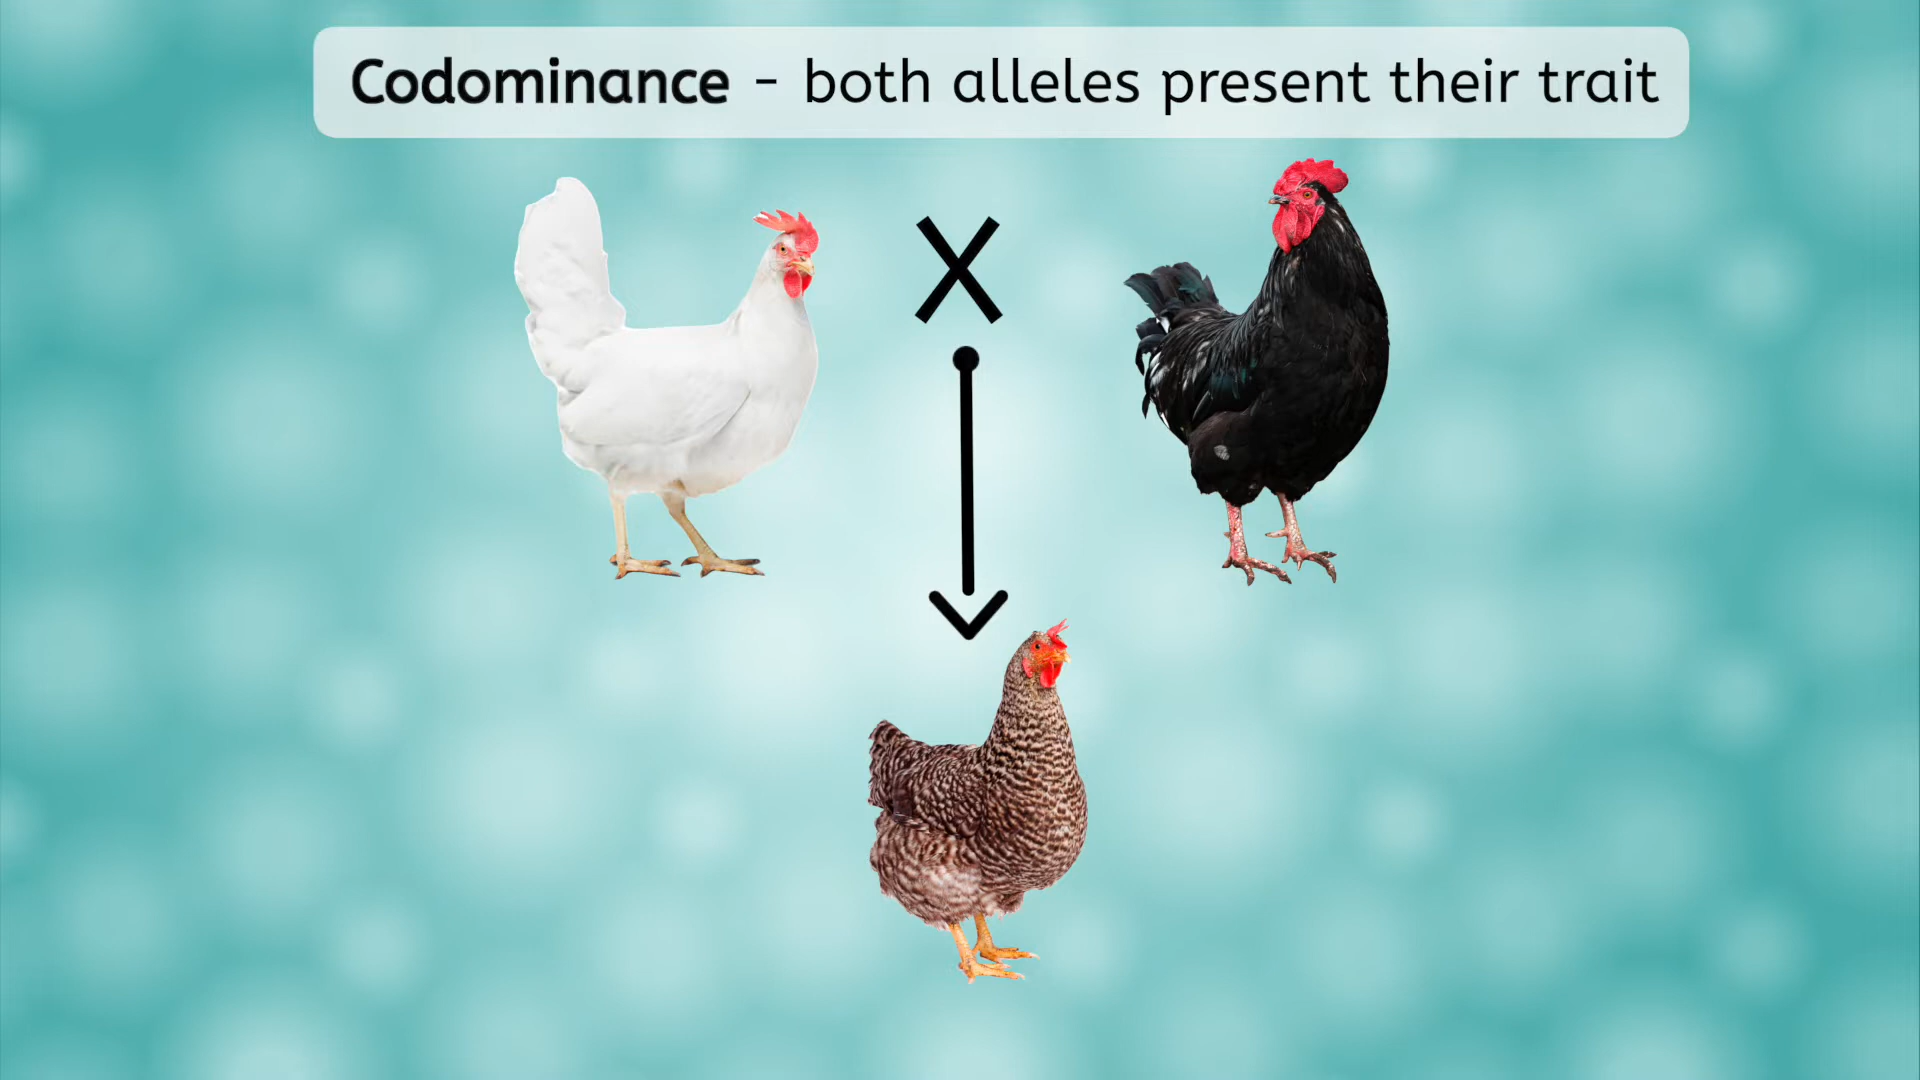 Codominance - both alleles present their trait
X